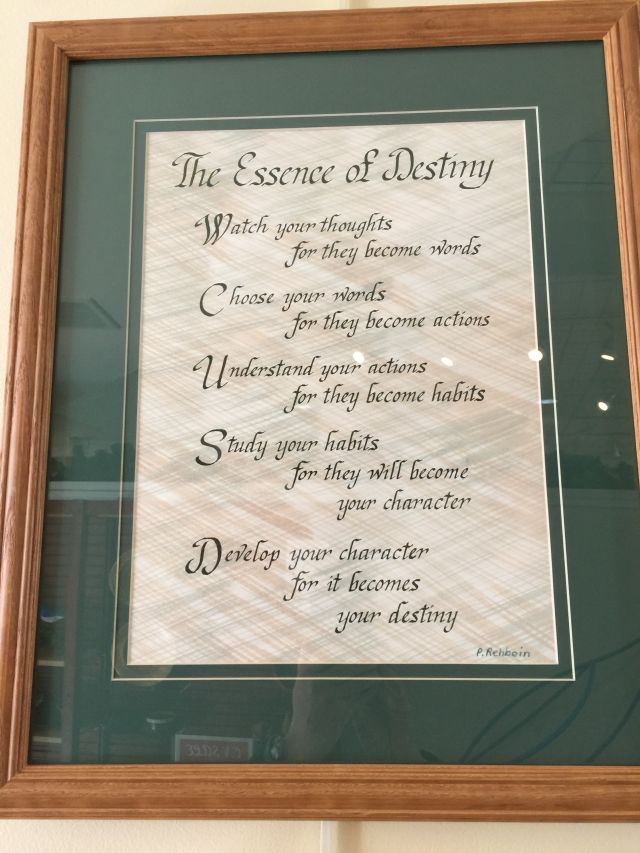 The Essence of Destiny
Watch your thoughts
for they become words
Choose your words
for they become actions
Understand your actions
for they become habits
Study your habits
for they will become
your character
Develop your character
for it becomes
your destiny
P. Rehbein